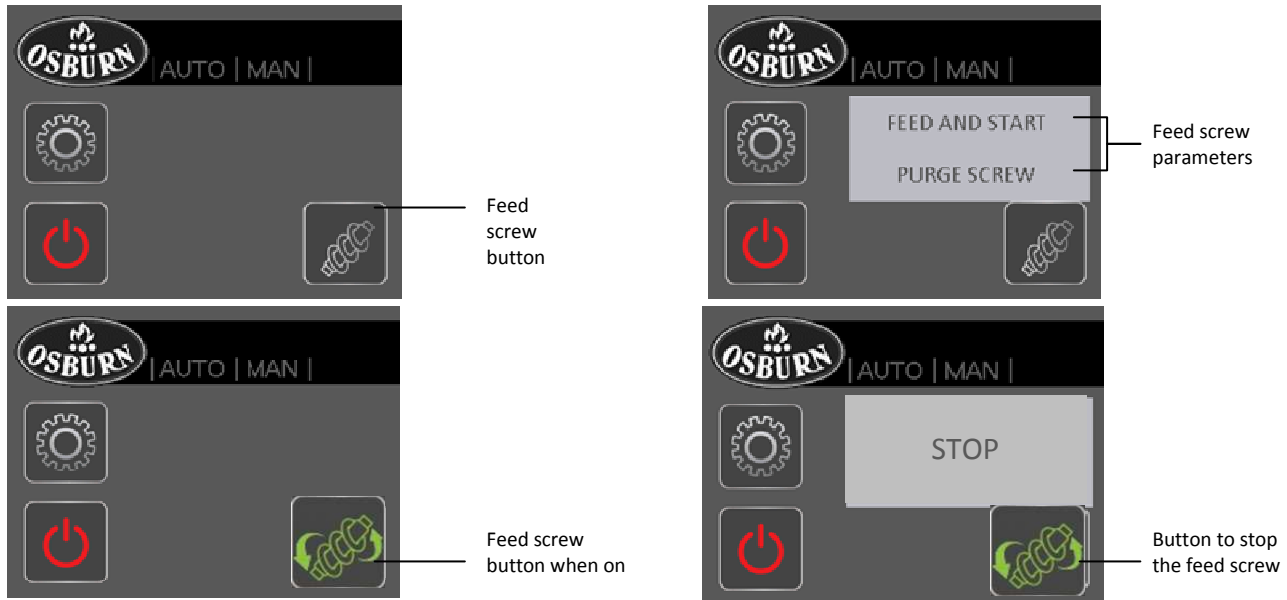 OSBURN
| AUTO | MAN |
Feed
screw
button
OSBURN
| AUTO | MAN |
FEED AND START
PURGE SCREW
Feed screw
parameters
OSBURN
| AUTO | MAN |
Feed screw
button when on
OSBURN
| AUTO | MAN |
STOP
Button to stop
the feed screw